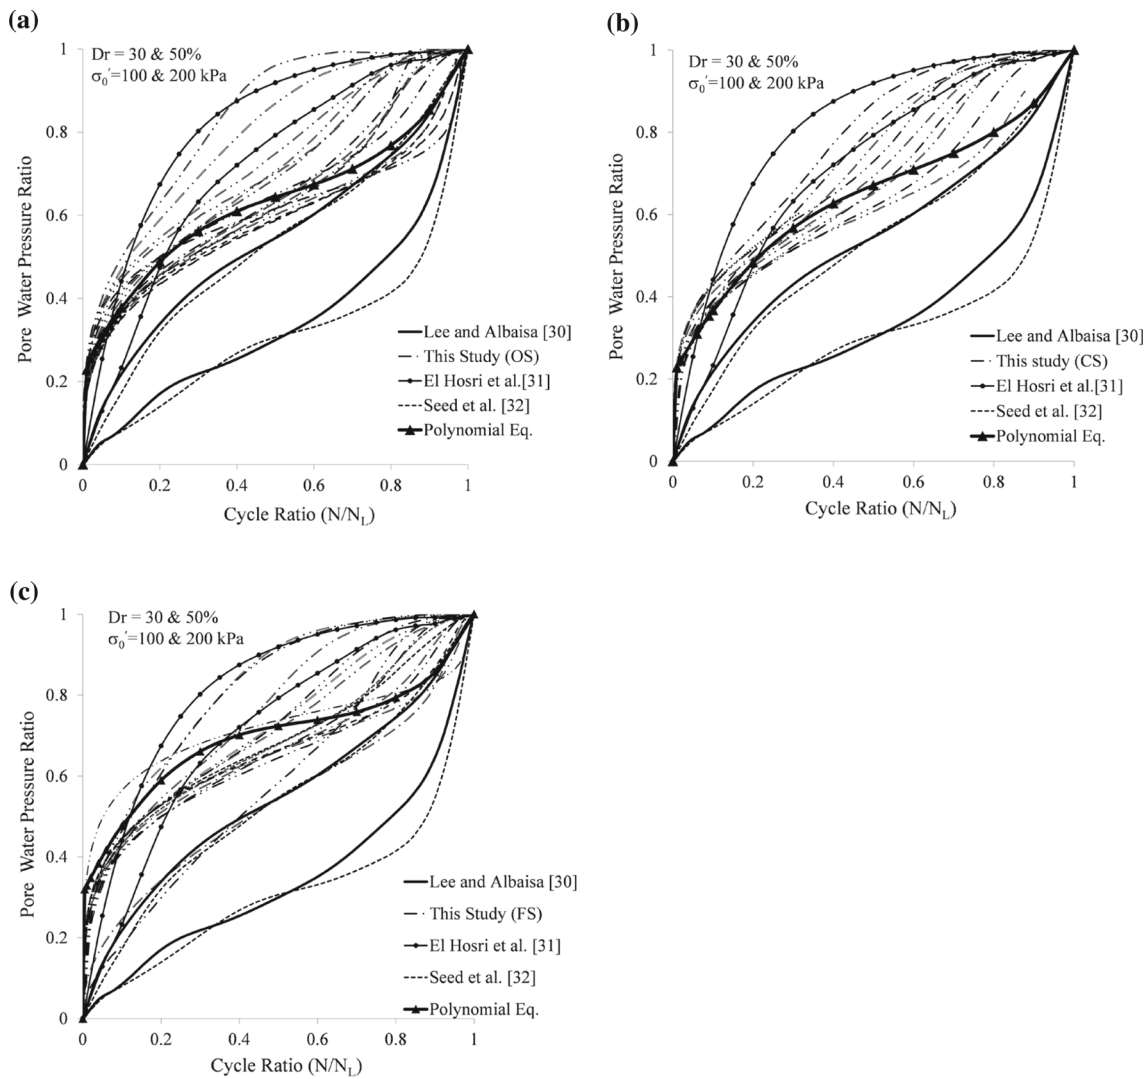 (a)
Dr = 30 & 50%
σ0'=100 & 200 kPa
Pore Water Pressure Ratio
1
0.8
0.6
0.4
0.2
0
0
0.2
0.4
0.6
0.8
1
Cycle Ratio (N/NL)
Lee and Albaisa [30]
This Study (OS)
El Hosri et al.[31]
Seed et al. [32]
Polynomial Eq.
(b)
Dr = 30 & 50%
σ0'=100 & 200 kPa
Pore Water Pressure Ratio
1
0.8
0.6
0.4
0.2
0
0
0.2
0.4
0.6
0.8
1
Cycle Ratio (N/NL)
Lee and Albaisa [30]
This study (CS)
El Hosri et al.[31]
Seed et al. [32]
Polynomial Eq.
(c)
Dr = 30 & 50%
σ0'=100 & 200 kPa
Pore Water Pressure Ratio
1
0.8
0.6
0.4
0.2
0
0
0.2
0.4
0.6
0.8
1
Cycle Ratio (N/NL)
Lee and Albaisa [30]
This Study (FS)
El Hosri et al. [31]
Seed et al. [32]
Polynomial Eq.